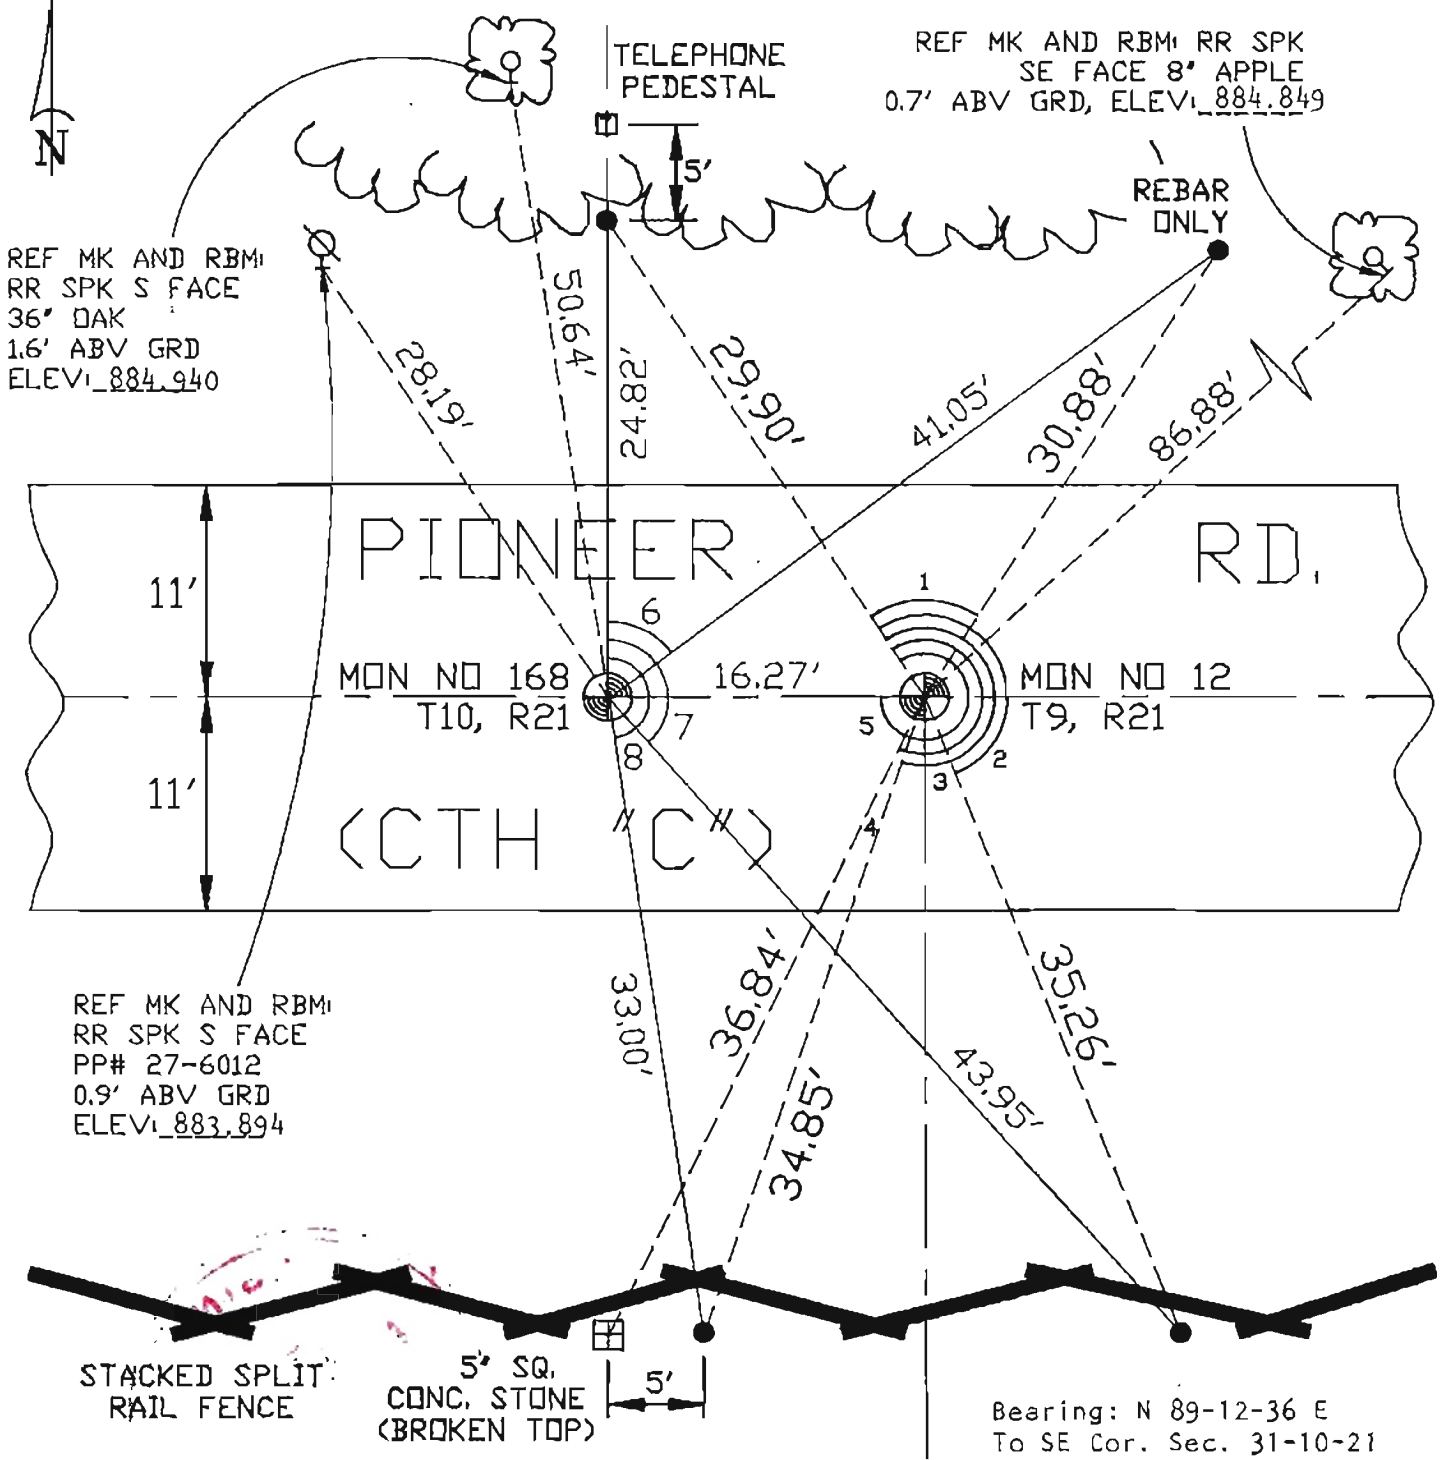 TELEPHONE
PEDESTAL
REF MK AND RBM: RR SPK
SE FACE 8" APPLE
0.7' ABV GRD, ELEV: 884.849
N
5'
REBAR
ONLY
REF MK AND RBM:
RR SPK S FACE
36" OAK
1.6' ABV GRD
ELEV: 884.940
28.19'
50.64'
24.82'
29.90'
41.05'
30.88'
86.88'
PIONEER RD.
11'
1
6
MON NO 168
T10, R21
16.27'
MON NO 12
T9, R21
5
7
8
2
3
4
11'
(CTH "C")
REF MK AND RBM:
RR SPK S FACE
PP# 27-6012
0.9' ABV GRD
ELEV: 883.894
33.00'
36.84'
34.85'
35.26'
43.95'
STACKED SPLIT
RAIL FENCE
5" SQ.
CONC. STONE
(BROKEN TOP)
5'
Bearing: N 89-12-36 E
To SE Cor. Sec. 31-10-21